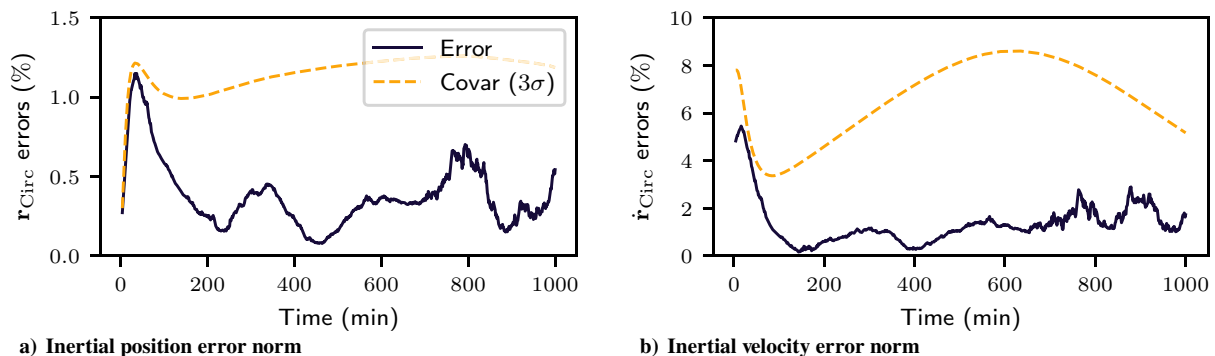 1.5
1.0
0.5
0.0
r_Circ errors (%)
Error
Covar (3σ)
0 200 400 600 800 1000
Time (min)
a) Inertial position error norm
10
8
6
4
2
0
ṙ_Circ errors (%)
0 200 400 600 800 1000
Time (min)
b) Inertial velocity error norm